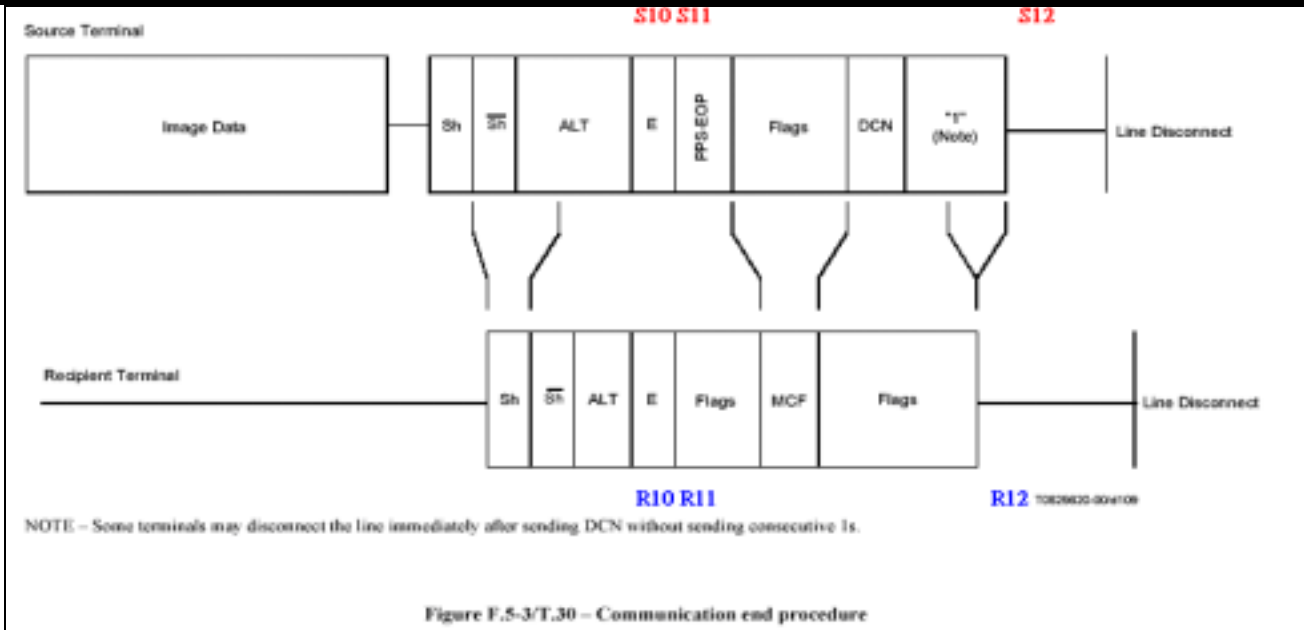 S10 S11 S12
Source Terminal
Image Data Sh S̅h̅ ALT E PPS-EOP Flags DCN "1"
(Note)
Line Disconnect
Recipient Terminal
Sh S̅h̅ ALT E Flags MCF Flags
Line Disconnect
R10 R11 R12
NOTE – Some terminals may disconnect the line immediately after sending DCN without sending consecutive 1s.
Figure F.5-3/T.30 – Communication end procedure